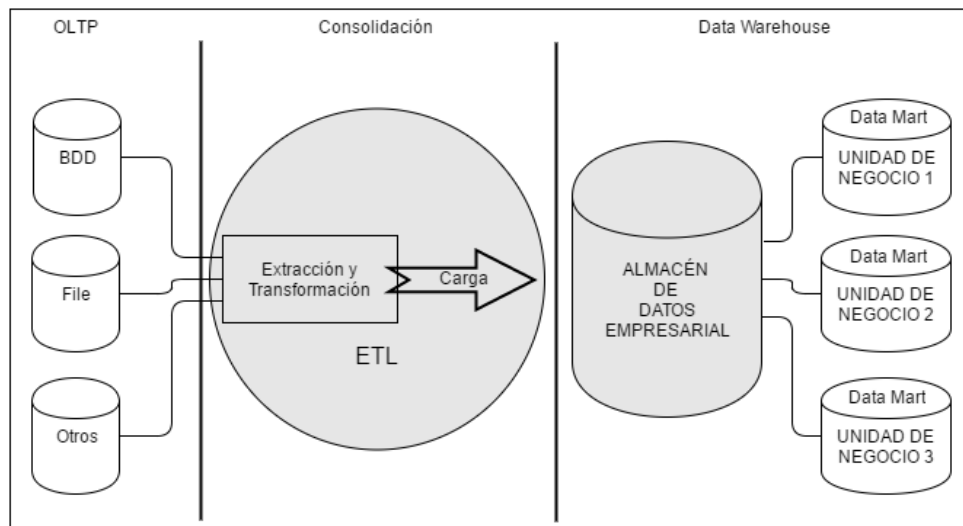 OLTP
Consolidación
Data Warehouse
BDD
File
Otros
Extracción y
Transformación
Carga
ETL
ALMACÉN
DE
DATOS
EMPRESARIAL
Data Mart
UNIDAD DE
NEGOCIO 1
Data Mart
UNIDAD DE
NEGOCIO 2
Data Mart
UNIDAD DE
NEGOCIO 3